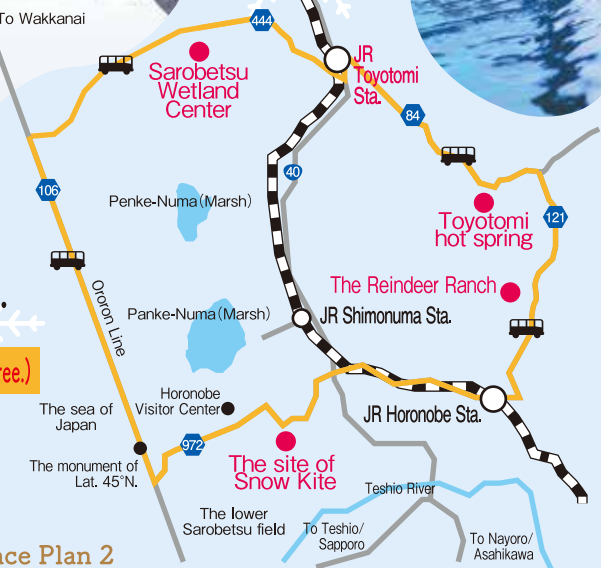 To Wakkanai
444
JR
Toyotomi
Sta.
Sarobetsu
Wetland
Center
84
40
106
Penke-Numa(Marsh)
Toyotomi
hot spring
121
The Reindeer Ranch
Ororon Line
Panke-Numa(Marsh)
JR Shimonuma Sta.
ree.)
Horonobe
Visitor Center
JR Horonobe Sta.
The sea of
Japan
972
The monument of
Lat. 45°N.
The site of
Snow Kite
Teshio River
The lower
Sarobetsu field
To Teshio/
Sapporo
To Nayoro/
Asahikawa
nce Plan 2